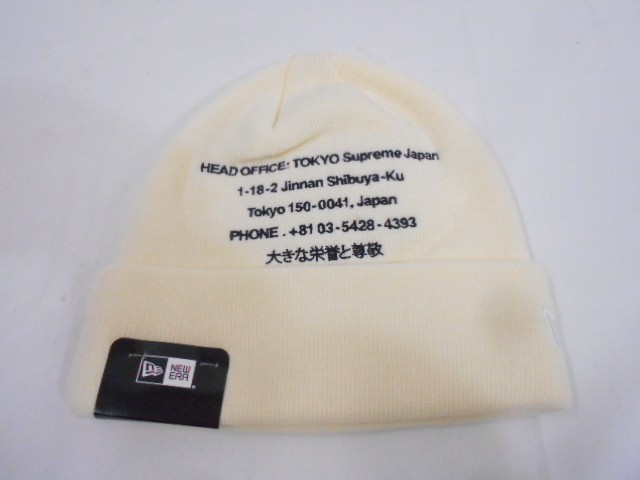 HEAD OFFICE: TOKYO Supreme Japan
1-18-2 Jinnan Shibuya-Ku
Tokyo 150-0041, Japan
PHONE . +81 03-5428-4393
大きな栄誉と尊敬
NEW
ERA